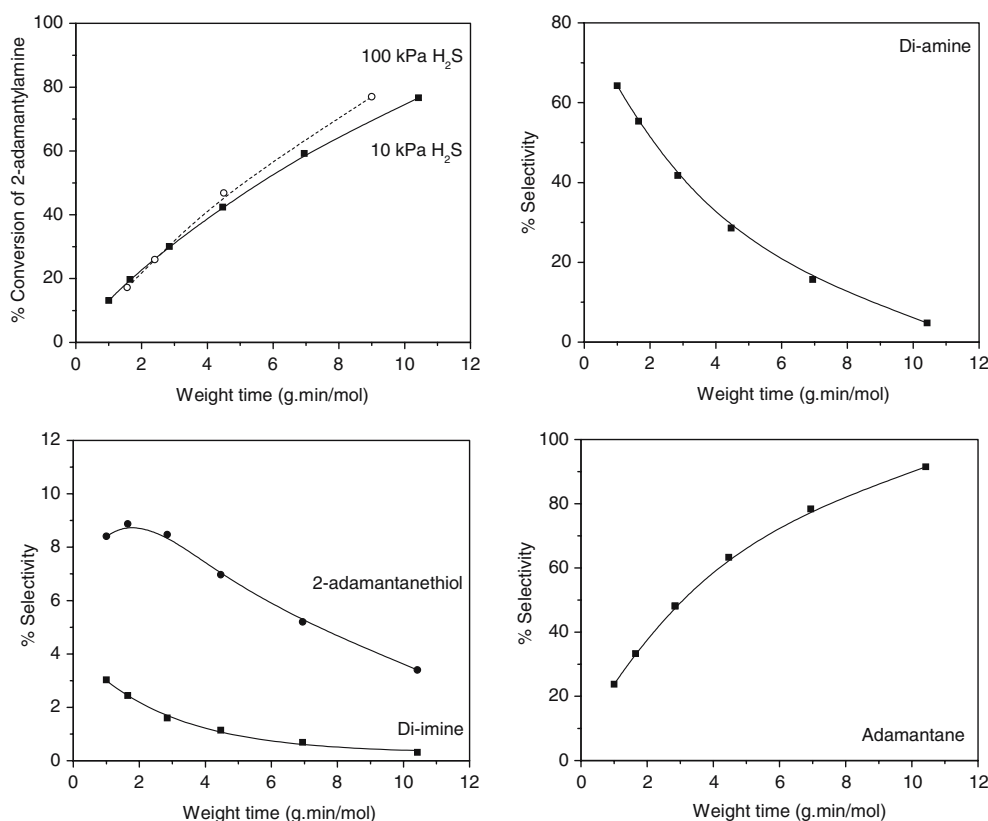 100
80
60
40
20
0
% Conversion of 2-adamantylamine
100 kPa H₂S
10 kPa H₂S
0 2 4 6 8 10 12
Weight time (g.min/mol)
80
60
40
20
0
% Selectivity
Di-amine
0 2 4 6 8 10 12
Weight time (g.min/mol)
12
10
8
6
4
2
0
% Selectivity
2-adamantanethiol
Di-imine
0 2 4 6 8 10 12
Weight time (g.min/mol)
100
80
60
40
20
0
% Selectivity
Adamantane
0 2 4 6 8 10 12
Weight time (g.min/mol)